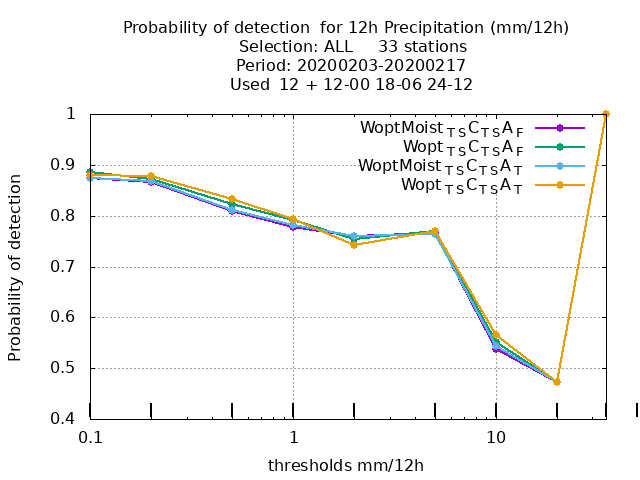 Probability of detection  for 12h Precipitation (mm/12h)
Selection: ALL     33 stations
Period: 20200203-20200217
Used  12 + 12-00 18-06 24-12
WoptMoist TS C TS A F
Wopt TS C TS A F
WoptMoist TS C TS A T
Wopt TS C TS A T
Probability of detection
1
0.9
0.8
0.7
0.6
0.5
0.4
0.1 1 10
thresholds mm/12h